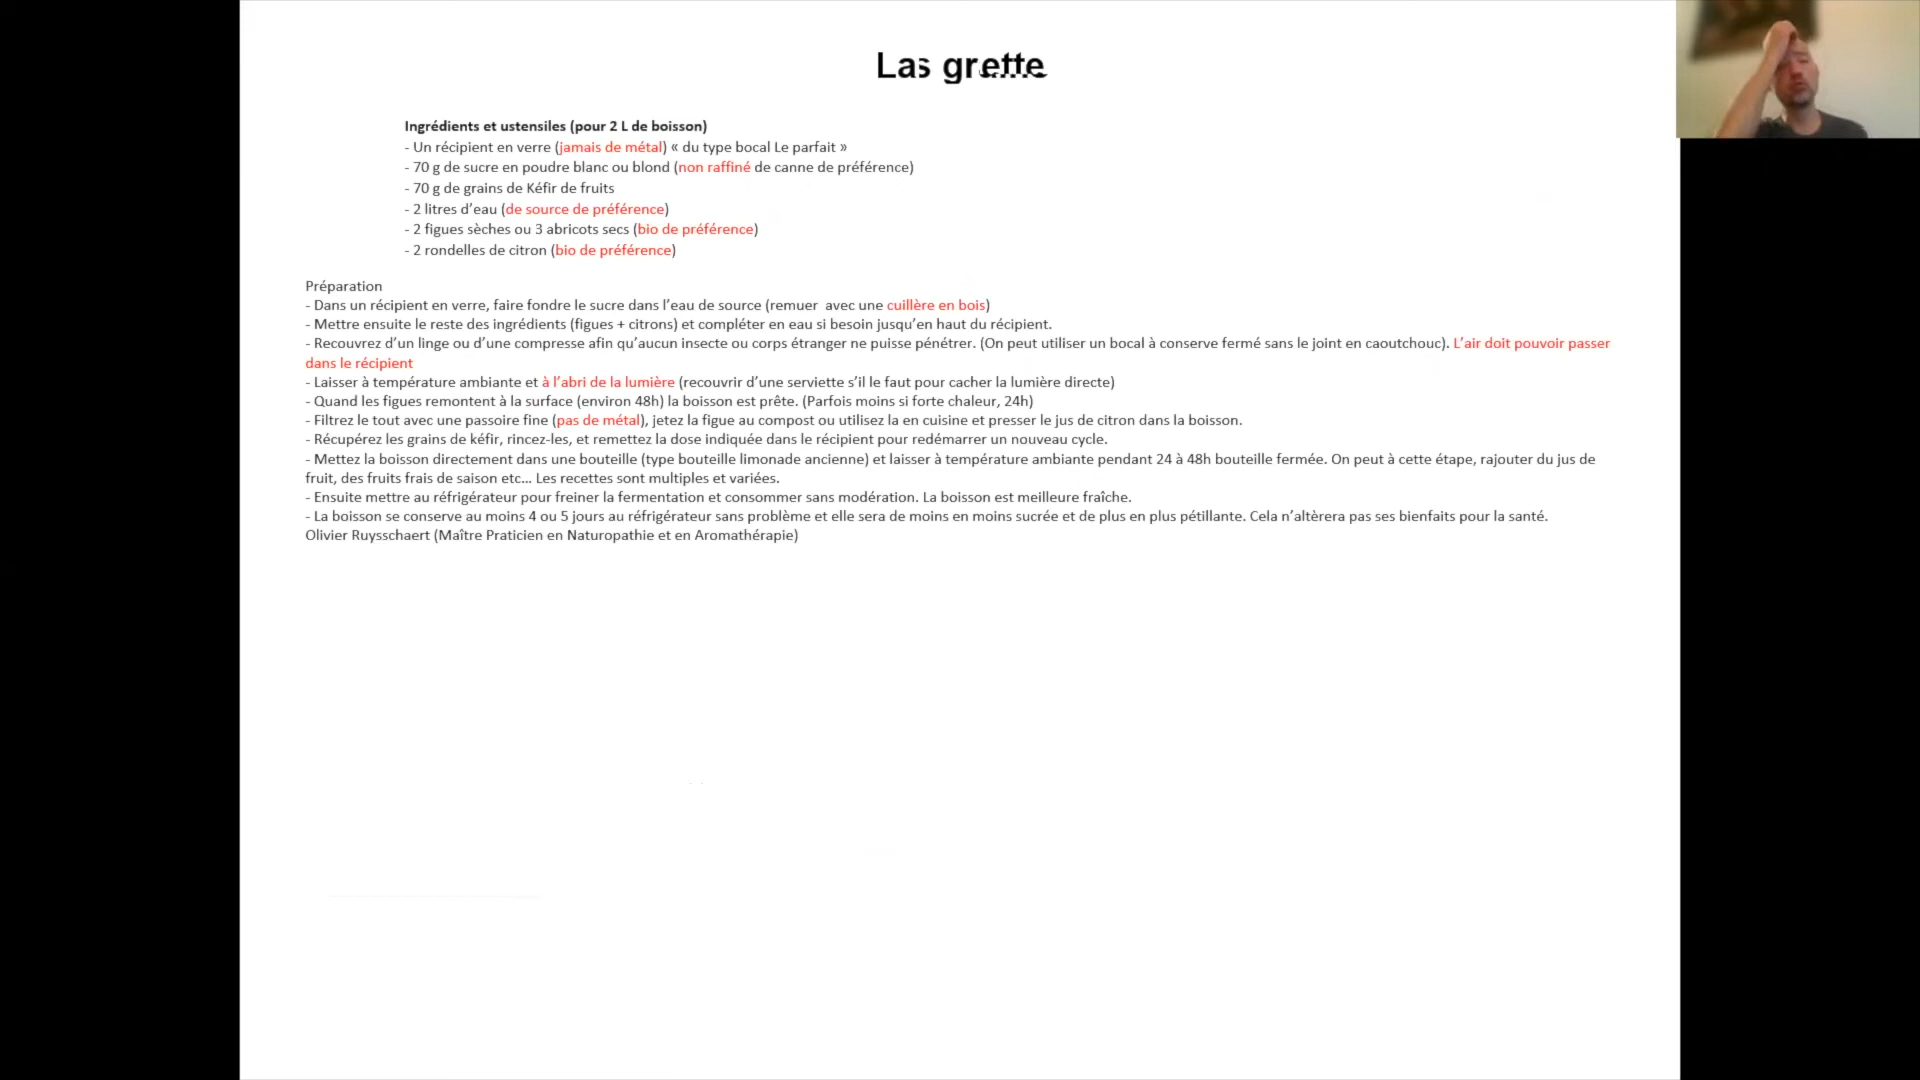 Las grette
Ingrédients et ustensiles (pour 2 L de boisson)
- Un récipient en verre (jamais de métal) « du type bocal Le parfait »
- 70 g de sucre en poudre blanc ou blond (non raffiné de canne de préférence)
- 70 g de grains de Kéfir de fruits
- 2 litres d’eau (de source de préférence)
- 2 figues sèches ou 3 abricots secs (bio de préférence)
- 2 rondelles de citron (bio de préférence)
Préparation
- Dans un récipient en verre, faire fondre le sucre dans l’eau de source (remuer  avec une cuillère en bois)
- Mettre ensuite le reste des ingrédients (figues + citrons) et compléter en eau si besoin jusqu’en haut du récipient.
- Recouvrez d’un linge ou d’une compresse afin qu’aucun insecte ou corps étranger ne puisse pénétrer. (On peut utiliser un bocal à conserve fermé sans le joint en caoutchouc). L’air doit pouvoir passer
dans le récipient
- Laisser à température ambiante et à l’abri de la lumière (recouvrir d’une serviette s’il le faut pour cacher la lumière directe)
- Quand les figues remontent à la surface (environ 48h) la boisson est prête. (Parfois moins si forte chaleur, 24h)
- Filtrez le tout avec une passoire fine (pas de métal), jetez la figue au compost ou utilisez la en cuisine et presser le jus de citron dans la boisson.
- Récupérez les grains de kéfir, rincez-les, et remettez la dose indiquée dans le récipient pour redémarrer un nouveau cycle.
- Mettez la boisson directement dans une bouteille (type bouteille limonade ancienne) et laisser à température ambiante pendant 24 à 48h bouteille fermée. On peut à cette étape, rajouter du jus de
fruit, des fruits frais de saison etc… Les recettes sont multiples et variées.
- Ensuite mettre au réfrigérateur pour freiner la fermentation et consommer sans modération. La boisson est meilleure fraîche.
- La boisson se conserve au moins 4 ou 5 jours au réfrigérateur sans problème et elle sera de moins en moins sucrée et de plus en plus pétillante. Cela n’altèrera pas ses bienfaits pour la santé.
Olivier Ruysschaert (Maître Praticien en Naturopathie et en Aromathérapie)